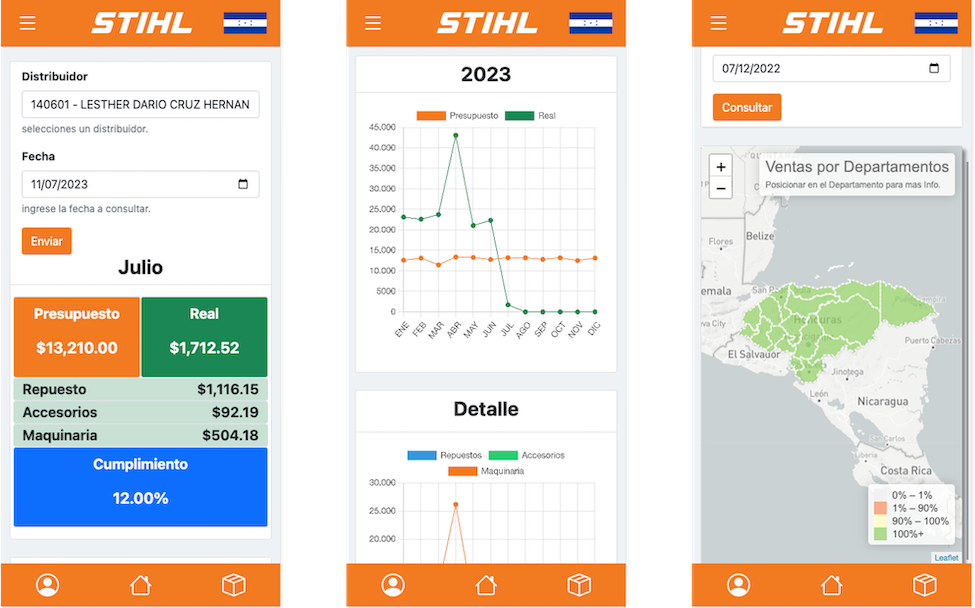 STIHL
Distribuidor
140601 - LESTHER DARIO CRUZ HERNAN
selecciones un distribuidor.
Fecha
11/07/2023
ingrese la fecha a consultar.
Enviar
Julio
Presupuesto
$13,210.00
Real
$1,712.52
Repuesto $1,116.15
Accesorios $92.19
Maquinaria $504.18
Cumplimiento
12.00%
STIHL
2023
Presupuesto Real
45.000
40.000
35.000
30.000
25.000
20.000
15.000
10.000
5000
0
ENE FEB MAR ABR MAY JUN JUL AGO SEP OCT NOV DIC
Detalle
Repuestos Accesorios
Maquinaria
30.000
25.000
20.000
STIHL
07/12/2022
Consultar
+
−
Ventas por Departamentos
Posicionar en el Departamento para mas Info.
Flores
Belize
emala
San P
va City
Honduras
El Salvador
Puerto Cabezas
Jinotega
León
Nicaragua
San Carlos
iberia
Costa Rica
0% – 1%
1% – 90%
90% – 100%
100%+
Leaflet